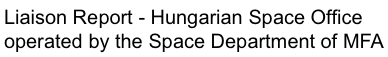 Liaison Report - Hungarian Space Office
operated by the Space Department of MFA